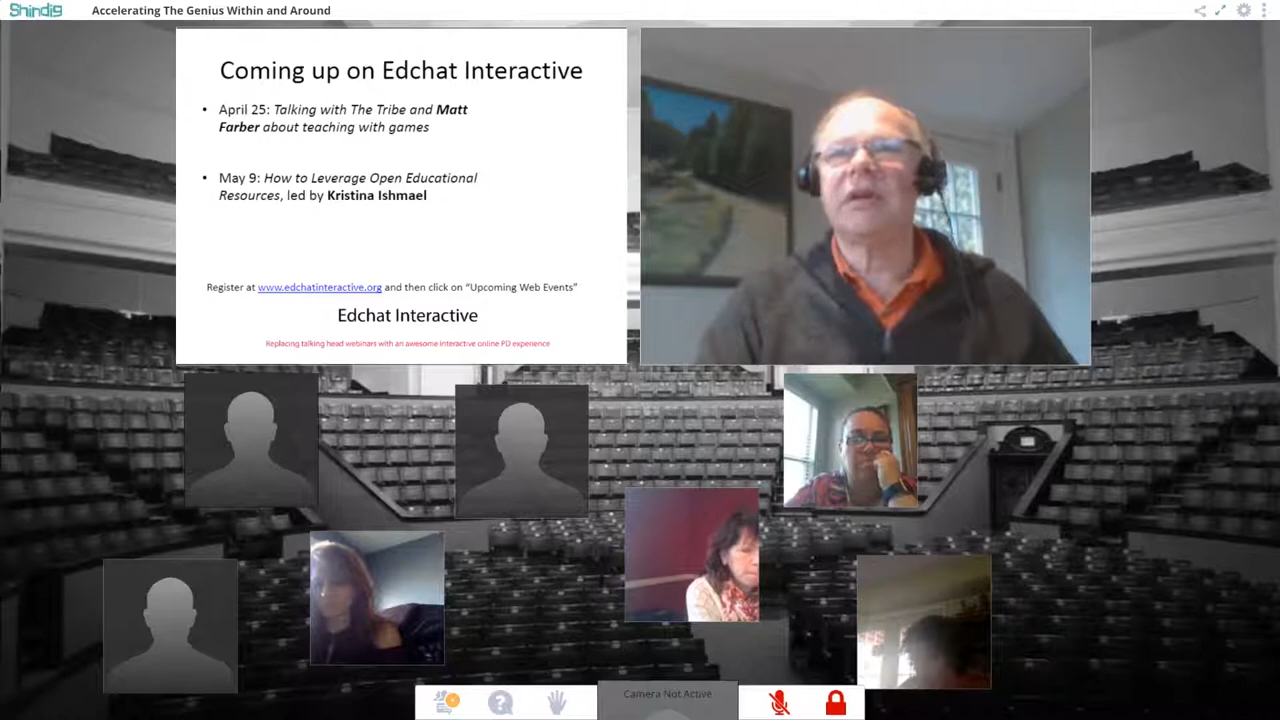 Shindig
Accelerating The Genius Within and Around
Coming up on Edchat Interactive
• April 25: Talking with The Tribe and Matt
Farber about teaching with games
• May 9: How to Leverage Open Educational
Resources, led by Kristina Ishmael
Register at www.edchatinteractive.org and then click on “Upcoming Web Events”
Edchat Interactive
Replacing talking head webinars with an awesome interactive online PD experience
Camera Not Active